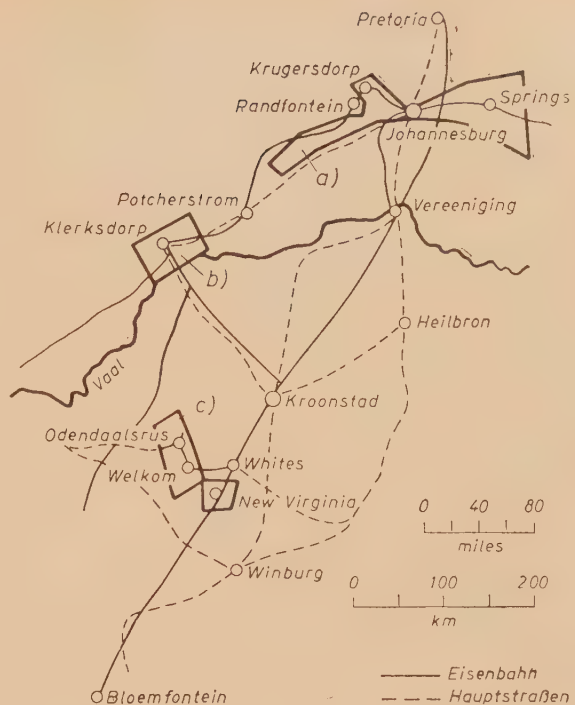 Pretoria
Krugersdorp
Randfontein
Springs
Johannesburg
a)
Potcherstrom
Vereeniging
Klerksdorp
b)
Heilbron
Vaal
c)
Kroonstad
Odendaalsrus
Whites
Welkom
New Virginia
0 40 80
miles
Winburg
0 100 200
km
Eisenbahn
Bloemfontein
Hauptstraßen